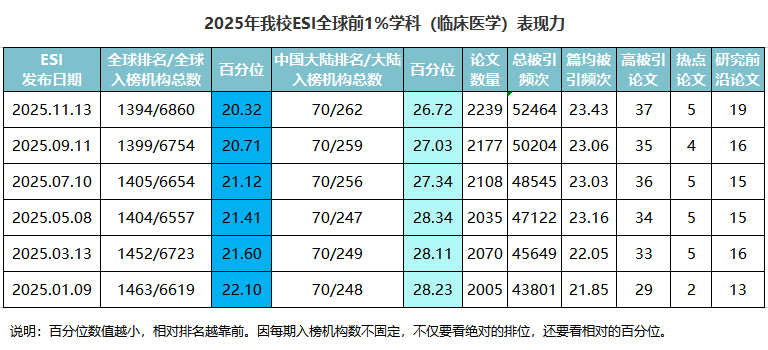 2025年我校ESI全球前1%学科（临床医学）表现力
ESI 发布日期 全球排名/全球入榜机构总数 百分位 中国大陆排名/大陆入榜机构总数 百分位 论文数量 总被引频次 篇均被引频次 高被引论文 热点论文 研究前沿论文
2025.11.13 1394/6860 20.32 70/262 26.72 2239 52464 23.43 37 5 19
2025.09.11 1399/6754 20.71 70/259 27.03 2177 50204 23.06 35 4 16
2025.07.10 1405/6654 21.12 70/256 27.34 2108 48545 23.03 36 5 15
2025.05.08 1404/6557 21.41 70/247 28.34 2035 47122 23.16 34 5 15
2025.03.13 1452/6723 21.60 70/249 28.11 2070 45649 22.05 33 5 16
2025.01.09 1463/6619 22.10 70/248 28.23 2005 43801 21.85 29 2 13
说明：百分位数值越小，相对排名越靠前。因每期入榜机构数不固定，不仅要看绝对的排位，还要看相对的百分位。